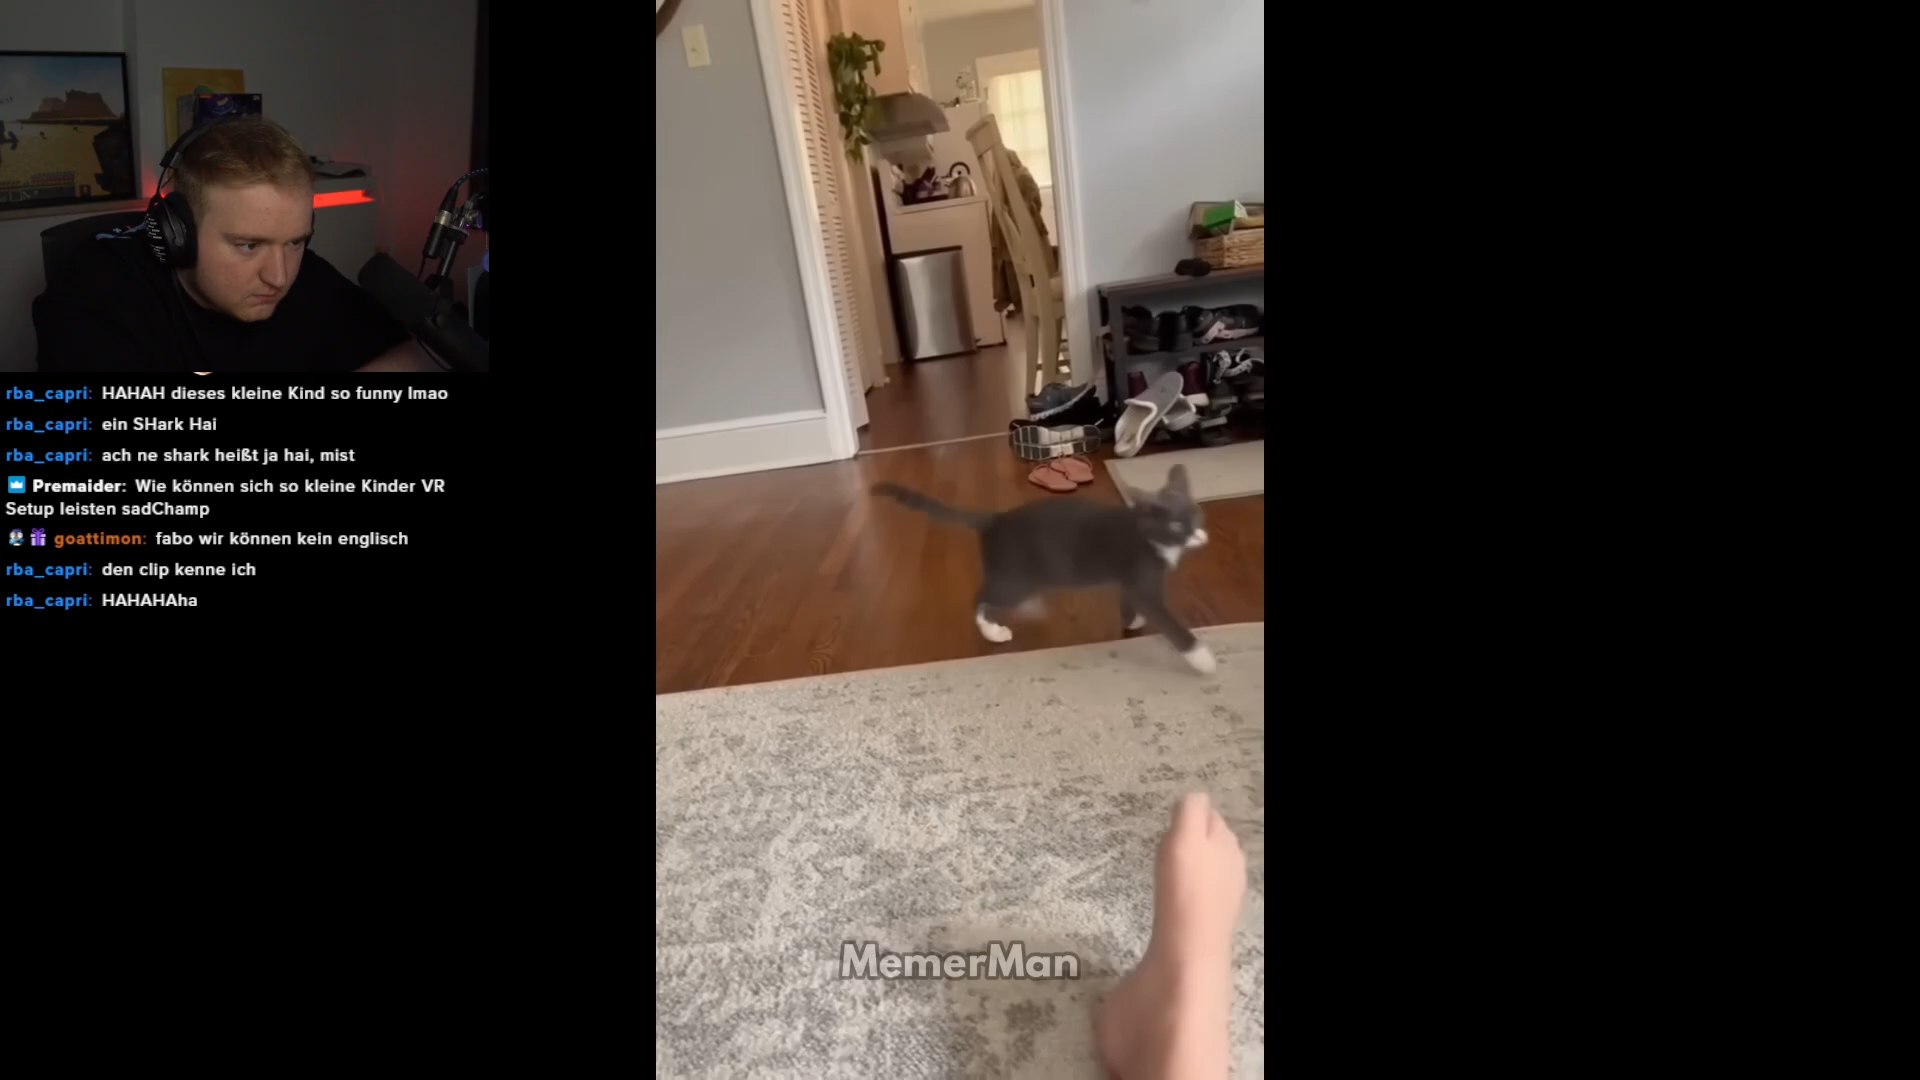 rba_capri: HAHAH dieses kleine Kind so funny lmao
rba_capri: ein SHark Hai
rba_capri: ach ne shark heißt ja hai, mist
Premaider: Wie können sich so kleine Kinder VR
Setup leisten sadChamp
goattimon: fabo wir können kein englisch
rba_capri: den clip kenne ich
rba_capri: HAHAHAha
MemerMan